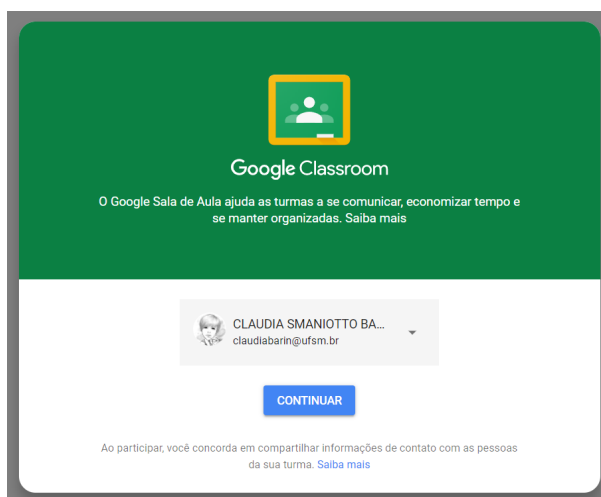 Google Classroom
O Google Sala de Aula ajuda as turmas a se comunicar, economizar tempo e
se manter organizadas. Saiba mais
CLAUDIA SMANIOTTO BA...
claudiabarin@ufsm.br
CONTINUAR
Ao participar, você concorda em compartilhar informações de contato com as pessoas
da sua turma. Saiba mais